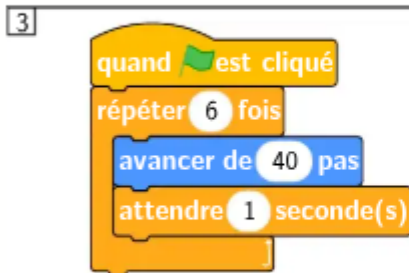 3
quand est cliqué
répéter 6 fois
avancer de 40 pas
attendre 1 seconde(s)